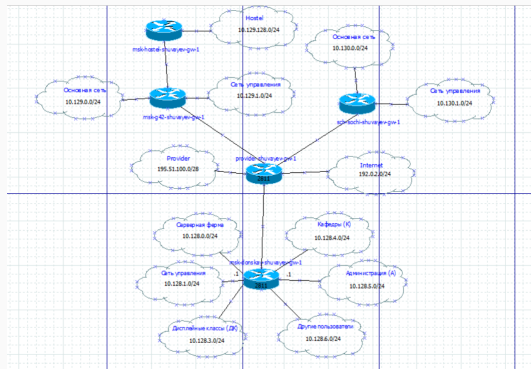 Hostel
10.129.128.0/24
msk-hostel-shuvayev-gw-1
Основная сеть
10.130.0.0/24
Основная сеть
10.129.0.0/24
Сеть управления
10.129.1.0/24
Сеть управления
10.130.1.0/24
msk-q42-shuvayev-gw-1
sch-sochi-shuvayev-gw-1
Provider
195.51.100.0/28
provider-shuvayev-gw-1
2811
Internet
192.0.2.0/24
Серверная ферма
10.128.0.0/24
Кафедры (К)
10.128.4.0/24
msk-donskaya-shuvayev-gw-1
Сеть управления
10.128.1.0/24
.1
2811
.1
Администрация (А)
10.128.5.0/24
Дисплейные классы (ДК)
10.128.3.0/24
Другие пользователи
10.128.6.0/24